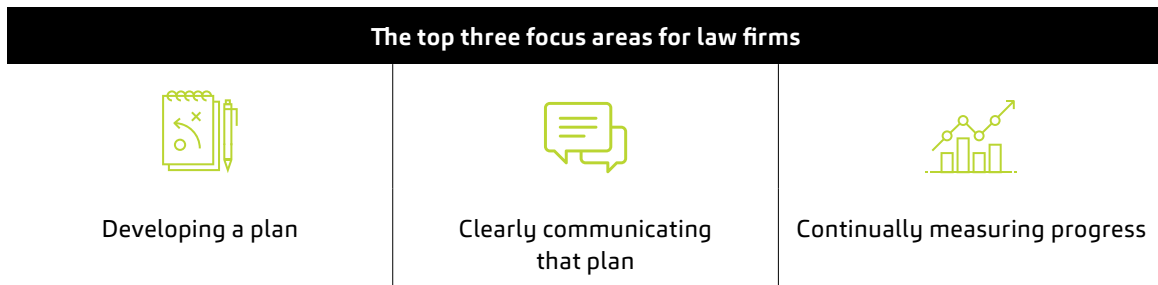 The top three focus areas for law firms
Developing a plan
Clearly communicating
that plan
Continually measuring progress